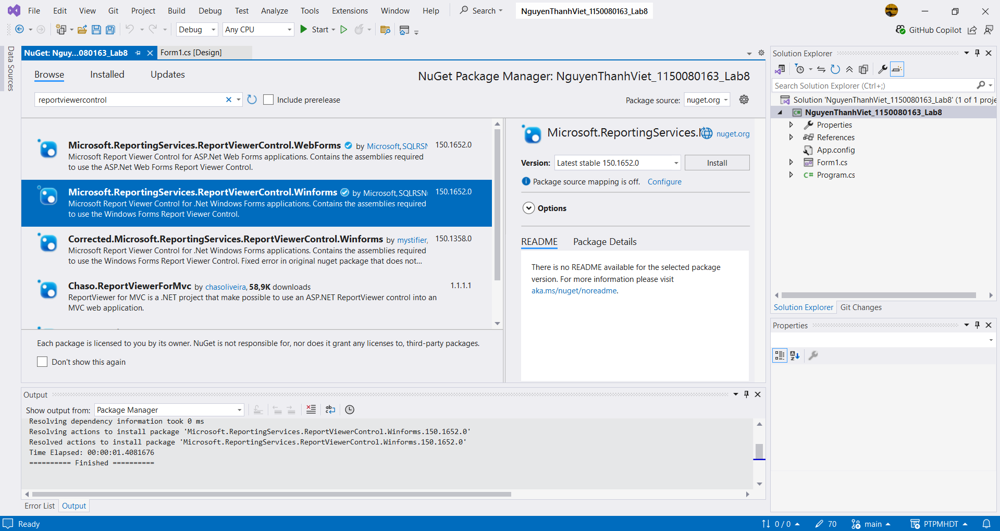 File Edit View Git Project Build Debug Test Analyze Tools Extensions Window Help Search NguyenThanhViet_1150080163_Lab8
Debug Any CPU Start GitHub Copilot
Data Sources
NuGet: Nguy...080163_Lab8 Form1.cs [Design]
Browse Installed Updates NuGet Package Manager: NguyenThanhViet_1150080163_Lab8
reportviewercontrol Include prerelease Package source: nuget.org
Microsoft.ReportingServices.ReportViewerControl.WebForms by Microsoft, SQLRSN 150.1652.0
Microsoft Report Viewer Control for ASP.Net Web Forms applications. Contains the assemblies required
to use the ASP.Net Web Forms Report Viewer Control.
Microsoft.ReportingServices.ReportViewerControl.Winforms by Microsoft, SQLRSN 150.1652.0
Microsoft Report Viewer Control for .Net Windows Forms applications. Contains the assemblies required
to use the Windows Forms Report Viewer Control.
Corrected.Microsoft.ReportingServices.ReportViewerControl.Winforms by mystifier, 150.1358.0
Microsoft Report Viewer Control for .Net Windows Forms applications. Contains the assemblies required
to use the Windows Forms Report Viewer Control. Fixed error in original nuget package that does not...
Chaso.ReportViewerForMvc by chasoliveira, 58,9K downloads 1.1.1.1
ReportViewer for MVC is a .NET project that make possible to use an ASP.NET ReportViewer control into an
MVC web application.
Each package is licensed to you by its owner. NuGet is not responsible for, nor does it grant any licenses to, third-party packages.
Don't show this again
Microsoft.ReportingServices. nuget.org
Version: Latest stable 150.1652.0 Install
Package source mapping is off. Configure
Options
README Package Details
There is no README available for the selected package
version. For more information please visit
aka.ms/nuget/noreadme.
Output
Show output from: Package Manager
Resolving dependency information took 0 ms
Resolving actions to install package 'Microsoft.ReportingServices.ReportViewerControl.Winforms.150.1652.0'
Resolved actions to install package 'Microsoft.ReportingServices.ReportViewerControl.Winforms.150.1652.0'
Time Elapsed: 00:00:01.4081676
========== Finished ==========
Error List Output
Solution Explorer
Search Solution Explorer (Ctrl+;)
Solution 'NguyenThanhViet_1150080163_Lab8' (1 of 1 proje
C# NguyenThanhViet_1150080163_Lab8
Properties
References
App.config
Form1.cs
C# Program.cs
Solution Explorer Git Changes
Properties
Ready 0 / 0 70 main PTPMHDT